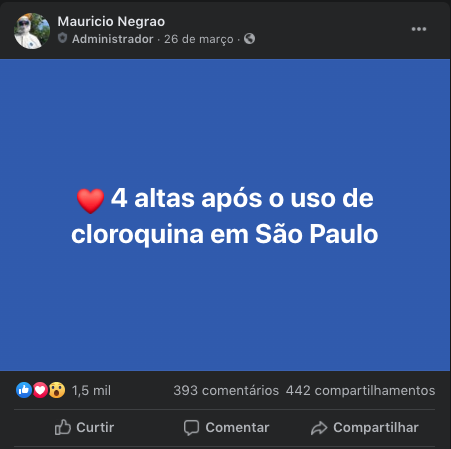 Mauricio Negrao
Administrador · 26 de março ·
❤️ 4 altas após o uso de
cloroquina em São Paulo
1,5 mil 393 comentários 442 compartilhamentos
Curtir Comentar Compartilhar